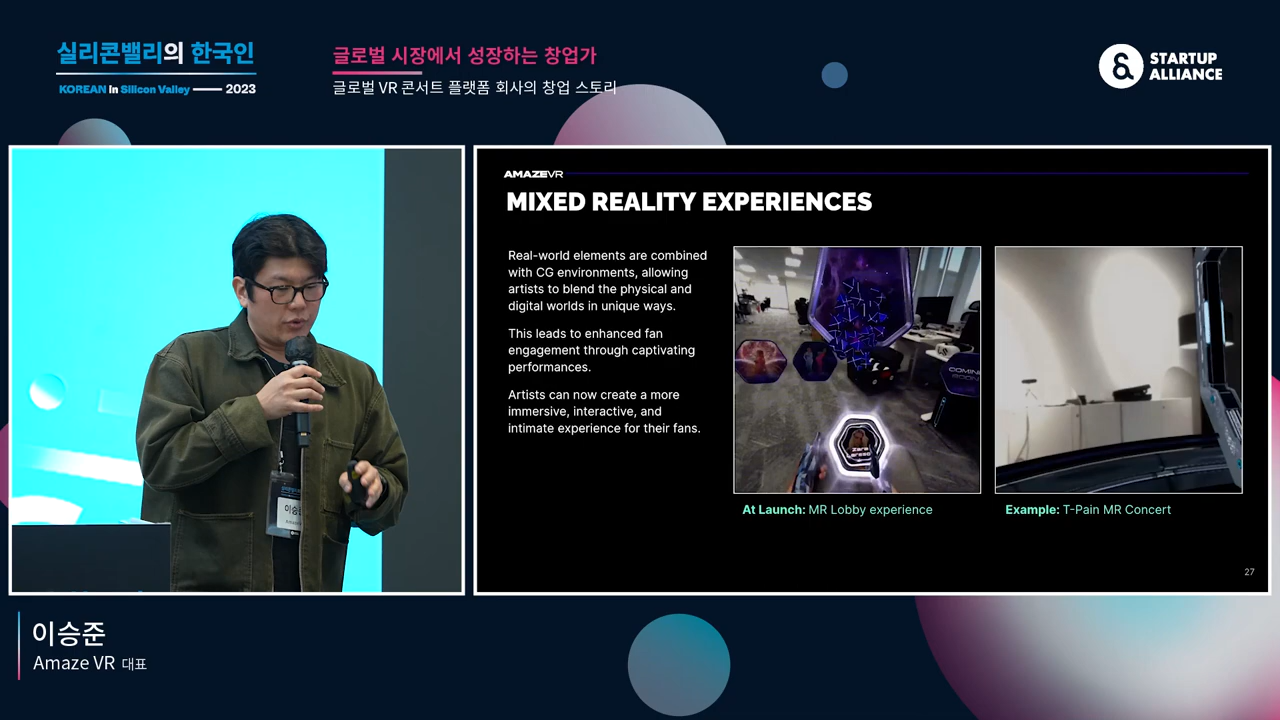 실리콘밸리의 한국인
KOREAN in Silicon Valley 2023
글로벌 시장에서 성장하는 창업가
글로벌 VR 콘서트 플랫폼 회사의 창업 스토리
STARTUP
ALLIANCE
AMAZEVR
MIXED REALITY EXPERIENCES
Real-world elements are combined
with CG environments, allowing
artists to blend the physical and
digital worlds in unique ways.
This leads to enhanced fan
engagement through captivating
performances.
Artists can now create a more
immersive, interactive, and
intimate experience for their fans.
Zara
Larsson
At Launch: MR Lobby experience
Example: T-Pain MR Concert
27
이승준
Amaze VR 대표